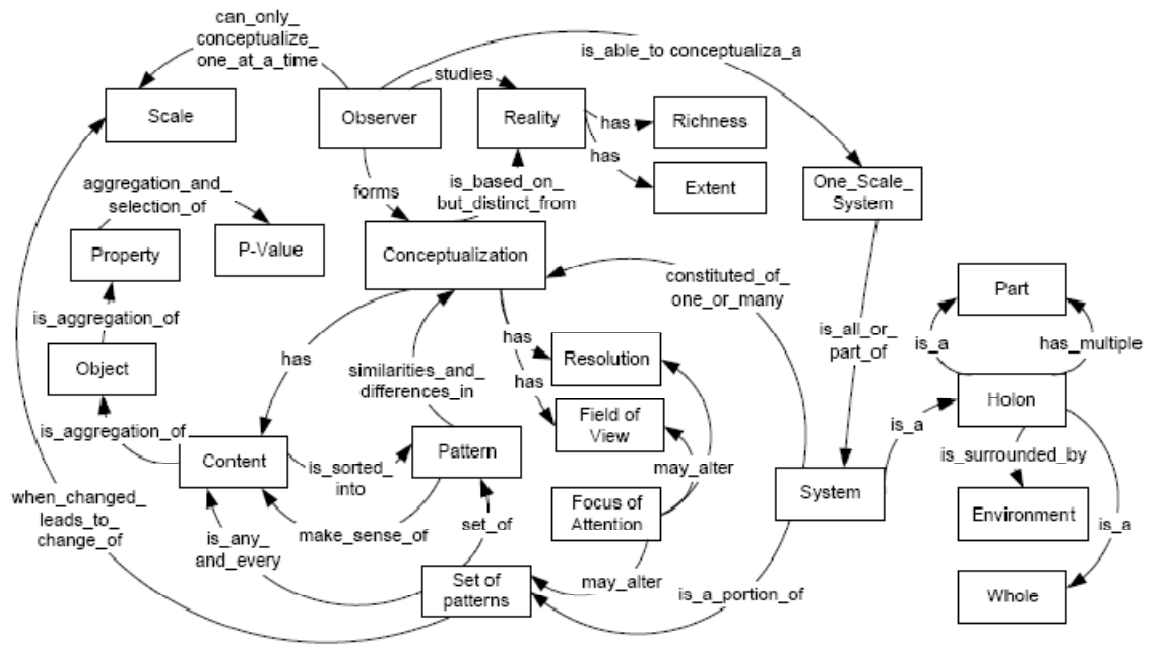 can_only_
conceptualize_
one_at_a_time
is_able_to conceptualiza_a
studies
Scale
Observer
Reality
has
Richness
has
Extent
One_Scale_
System
aggregation_and_
selection_of
forms
is_based_on_
but_distinct_from
Property
P-Value
Conceptualization
constituted_of_
one_or_many
Part
is_aggregation_of
is_all_or_
part_of
is_a
has_multiple
Object
has
similarities_and_
differences_in
has
Resolution
has
Holon
Field of
View
is_a
is_aggregation_of
Content
is_sorted_
into
Pattern
may_alter
is_surrounded_by
System
when_changed_
leads_to_
change_of
is_any_
and_every
make_sense_of
set_of
Focus of
Attention
Environment
is_a
Set of
patterns
may_alter
is_a_portion_of
Whole